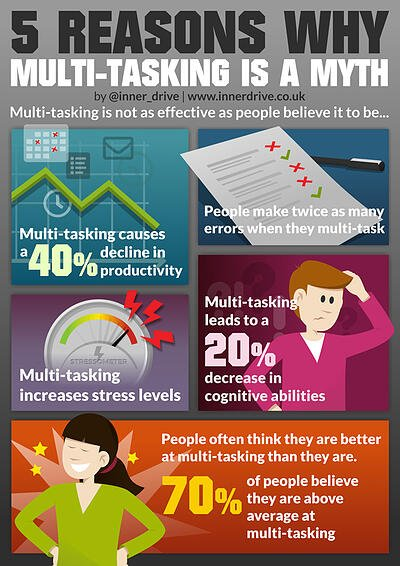 5 REASONS WHY
MULTI-TASKING IS A MYTH
by @inner_drive | www.innerdrive.co.uk
Multi-tasking is not as effective as people believe it to be...
Multi-tasking causes
a 40% decline in
productivity
People make twice as many
errors when they multi-task
STRESSOMETER
Multi-tasking
increases stress levels
Multi-tasking
leads to a
20%
decrease in
cognitive abilities
People often think they are better
at multi-tasking than they are.
70% of people believe
they are above
average at
multi-tasking